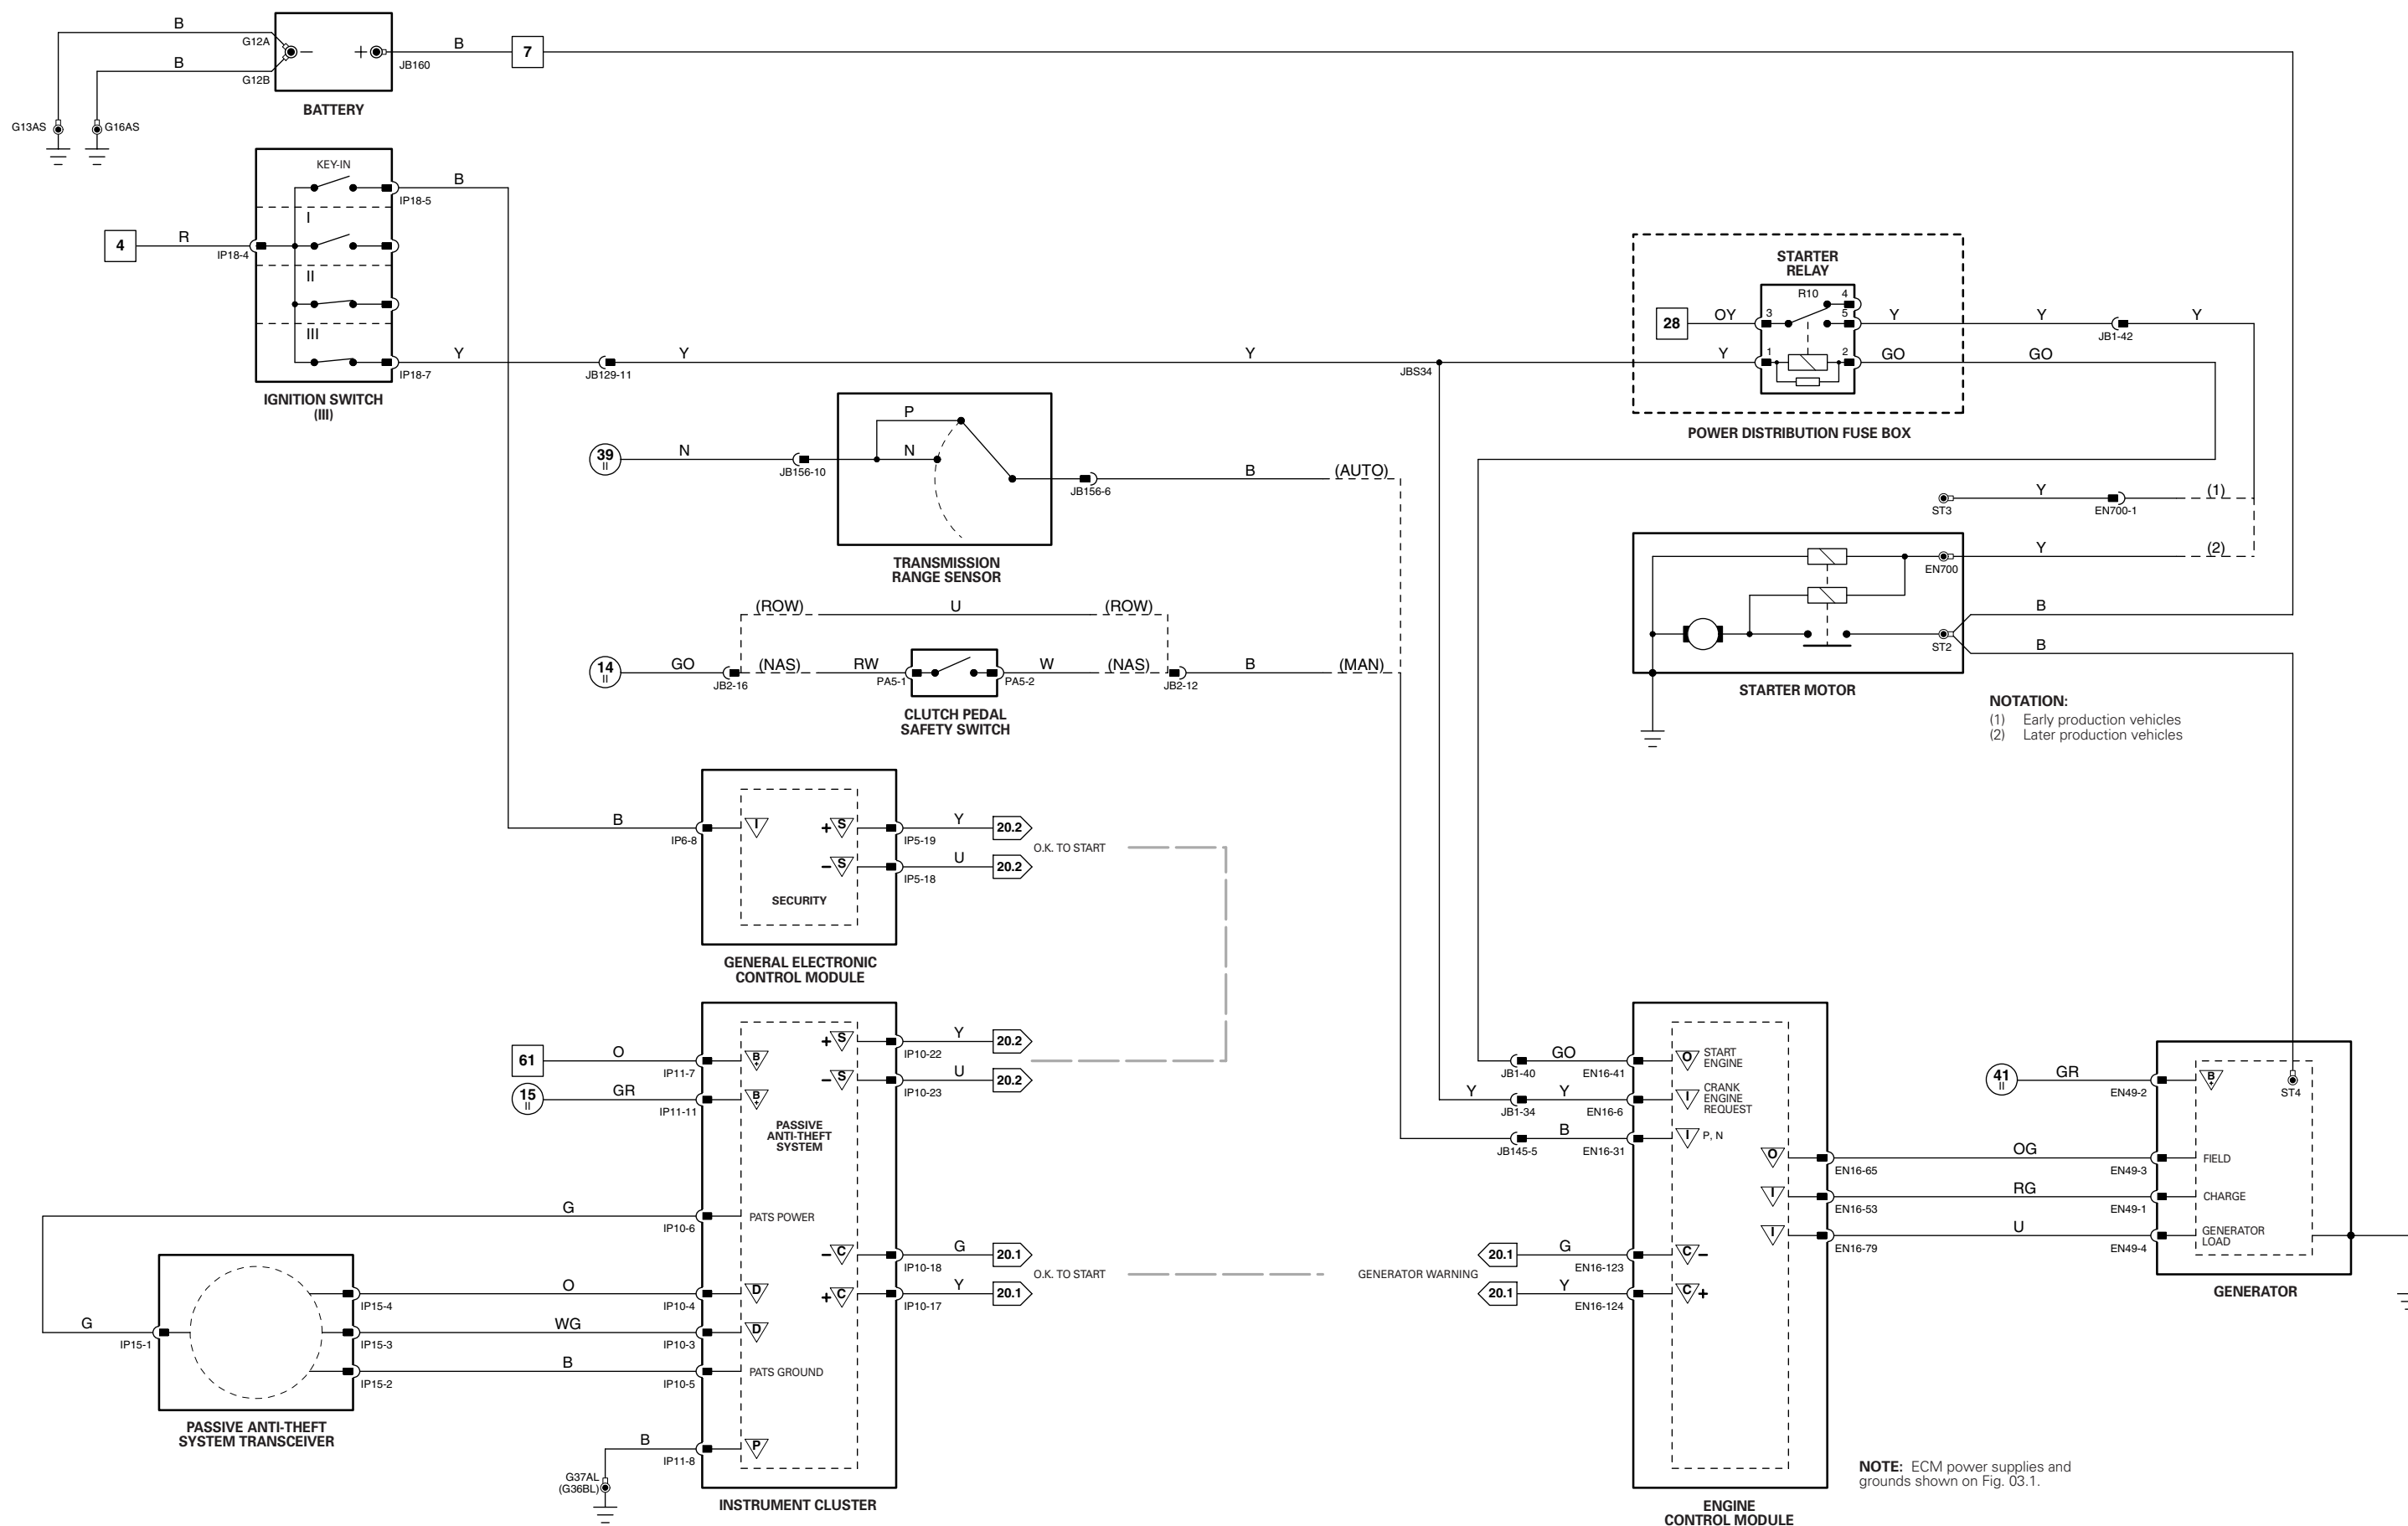 B
G12A
B
G12B
− + 
JB160
B
7
BATTERY
G13AS
G16AS
KEY-IN
I
II
III
B
IP18-5
4
R
IP18-4
Y
IP18-7
JB129-11
Y
Y
JBS34
IGNITION SWITCH
(III)
STARTER
RELAY
R10
28
OY
3
4
5
Y
Y
JB1-42
Y
Y
1
2
GO
GO
POWER DISTRIBUTION FUSE BOX
39
II
N
JB156-10
P
N
JB156-6
B
(AUTO)
TRANSMISSION
RANGE SENSOR
ST3
Y
EN700-1
(1)
EN700
Y
(2)
B
ST2
B
STARTER MOTOR
NOTATION:
(1) Early production vehicles
(2) Later production vehicles
(ROW)
U
(ROW)
14
II
GO
JB2-16
(NAS)
RW
PA5-1
PA5-2
W
(NAS)
JB2-12
B
(MAN)
CLUTCH PEDAL
SAFETY SWITCH
B
IP6-8
I
+ S
IP5-19
Y
20.2
O.K. TO START
− S
IP5-18
U
20.2
SECURITY
GENERAL ELECTRONIC
CONTROL MODULE
61
O
IP11-7
B+
15
II
GR
IP11-11
B+
+ S
IP10-22
Y
20.2
− S
IP10-23
U
20.2
PASSIVE
ANTI-THEFT
SYSTEM
G
IP10-6
PATS POWER
− C
IP10-18
G
20.1
O.K. TO START
+ C
IP10-17
Y
20.1
G
IP15-1
IP15-4
O
IP10-4
D
IP15-3
WG
IP10-3
D
IP15-2
B
IP10-5
PATS GROUND
PASSIVE ANTI-THEFT
SYSTEM TRANSCEIVER
B
IP11-8
P
G37AL
(G36BL)
INSTRUMENT CLUSTER
JB1-40
GO
EN16-41
O
START
ENGINE
Y
JB1-34
Y
EN16-6
I
CRANK
ENGINE
REQUEST
JB145-5
B
EN16-31
I
P, N
GENERATOR WARNING
20.1
G
EN16-123
C −
20.1
Y
EN16-124
C +
O
EN16-65
OG
EN49-3
FIELD
I
EN16-53
RG
EN49-1
CHARGE
I
EN16-79
U
EN49-4
GENERATOR
LOAD
41
II
GR
EN49-2
B+
ST4
GENERATOR
NOTE: ECM power supplies and
grounds shown on Fig. 03.1.
ENGINE
CONTROL MODULE